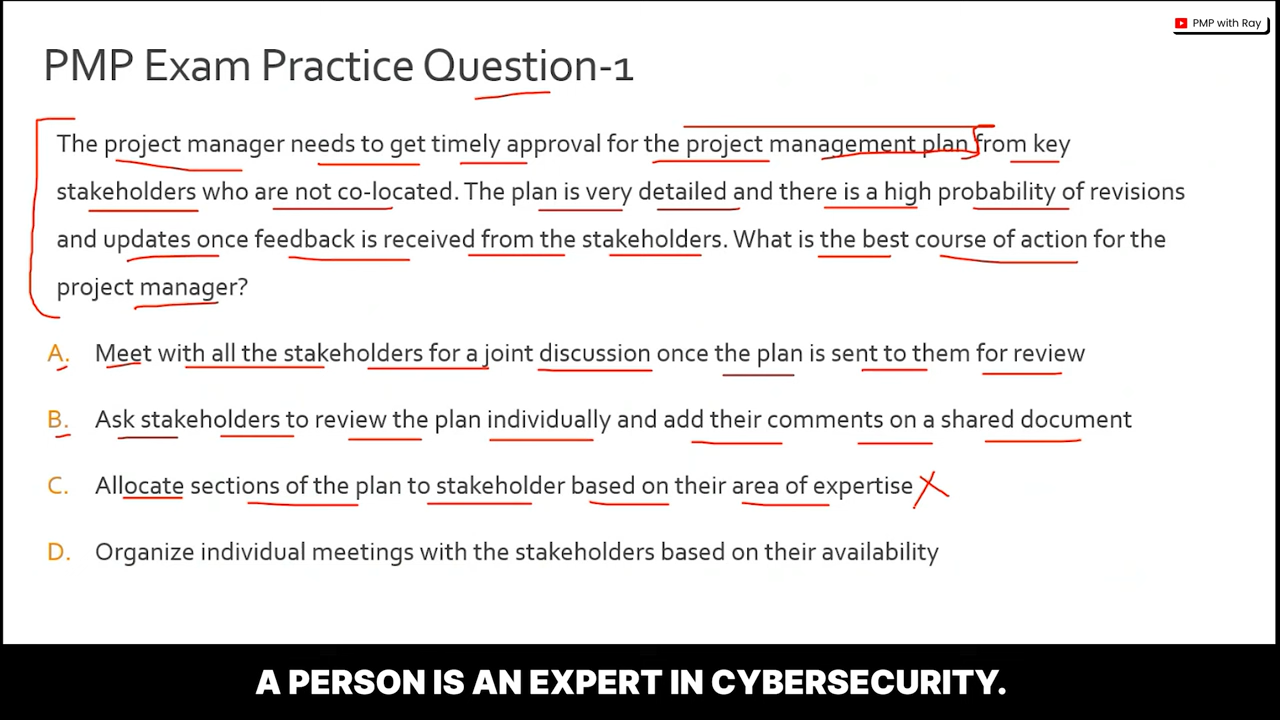 PMP with Ray
PMP Exam Practice Question-1
The project manager needs to get timely approval for the project management plan from key
stakeholders who are not co-located. The plan is very detailed and there is a high probability of revisions
and updates once feedback is received from the stakeholders. What is the best course of action for the
project manager?
A. Meet with all the stakeholders for a joint discussion once the plan is sent to them for review
B. Ask stakeholders to review the plan individually and add their comments on a shared document
C. Allocate sections of the plan to stakeholder based on their area of expertise
D. Organize individual meetings with the stakeholders based on their availability
A PERSON IS AN EXPERT IN CYBERSECURITY.